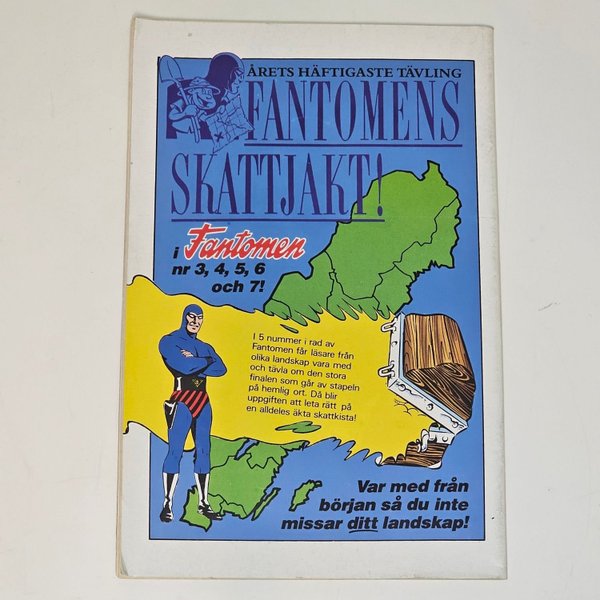 ÅRETS HÄFTIGASTE TÄVLING
FANTOMENS
SKATTJAKT!
i Fantomen
nr 3, 4, 5, 6
och 7!
I 5 nummer i rad av
Fantomen får läsare från
olika landskap vara med
och tävla om den stora
finalen som går av stapeln
på hemlig ort. Då blir
uppgiften att leta rätt på
en alldeles äkta skattkista!
Var med från
början så du inte
missar ditt landskap!